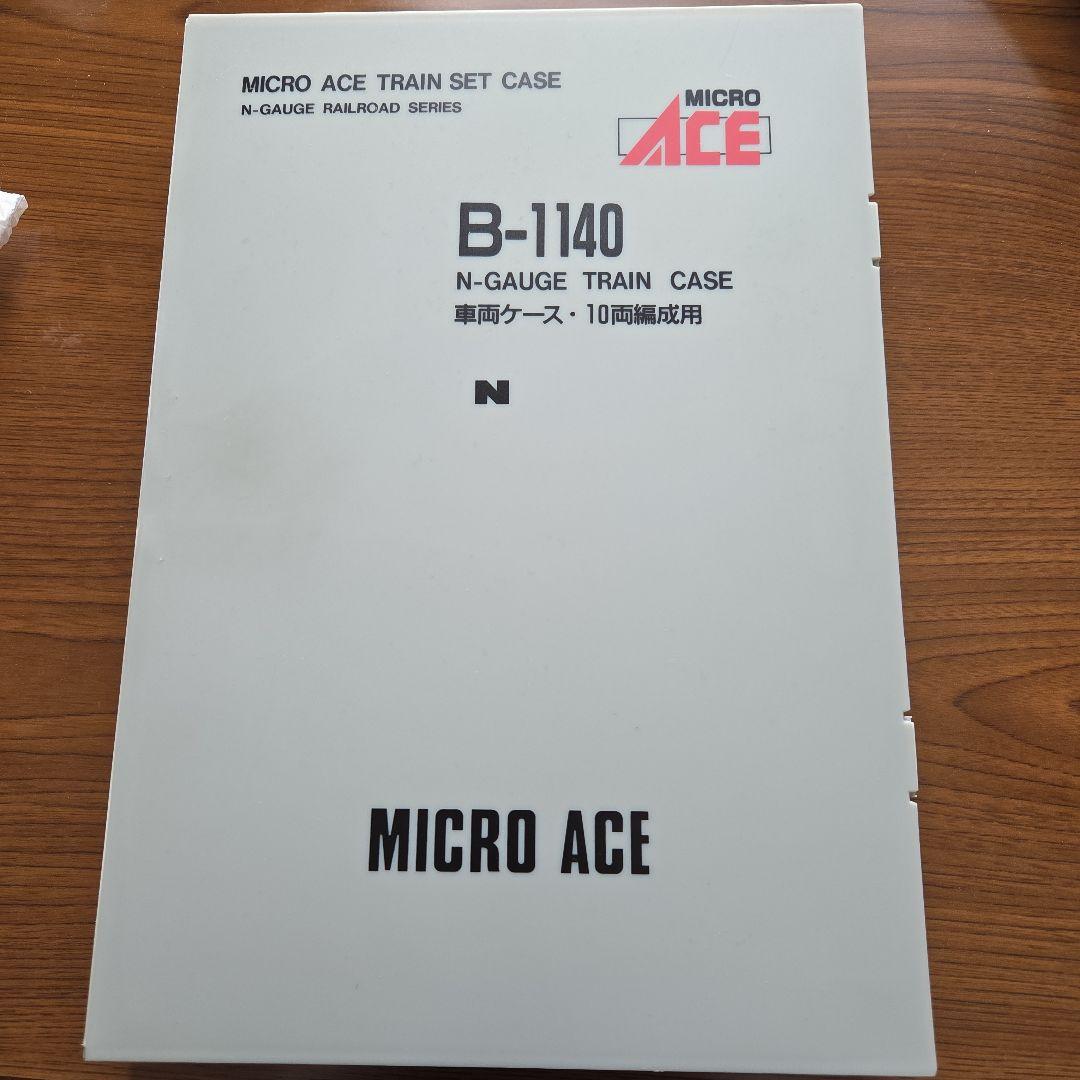 MICRO ACE TRAIN SET CASE
N-GAUGE RAILROAD SERIES
MICRO
ACE
B-1140
N-GAUGE TRAIN CASE
車両ケース・10両編成用
N
MICRO ACE